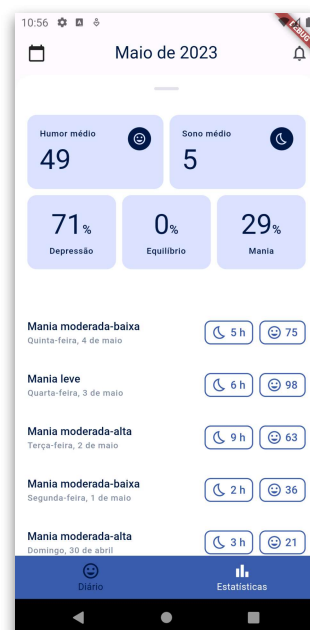 10:56
DEBUG
Maio de 2023
Humor médio
49
Sono médio
5
71%
Depressão
0%
Equilíbrio
29%
Mania
Mania moderada-baixa
Quinta-feira, 4 de maio
5 h
75
Mania leve
Quarta-feira, 3 de maio
6 h
98
Mania moderada-alta
Terça-feira, 2 de maio
9 h
63
Mania moderada-baixa
Segunda-feira, 1 de maio
2 h
36
Mania moderada-alta
Domingo, 30 de abril
3 h
21
Diário
Estatísticas